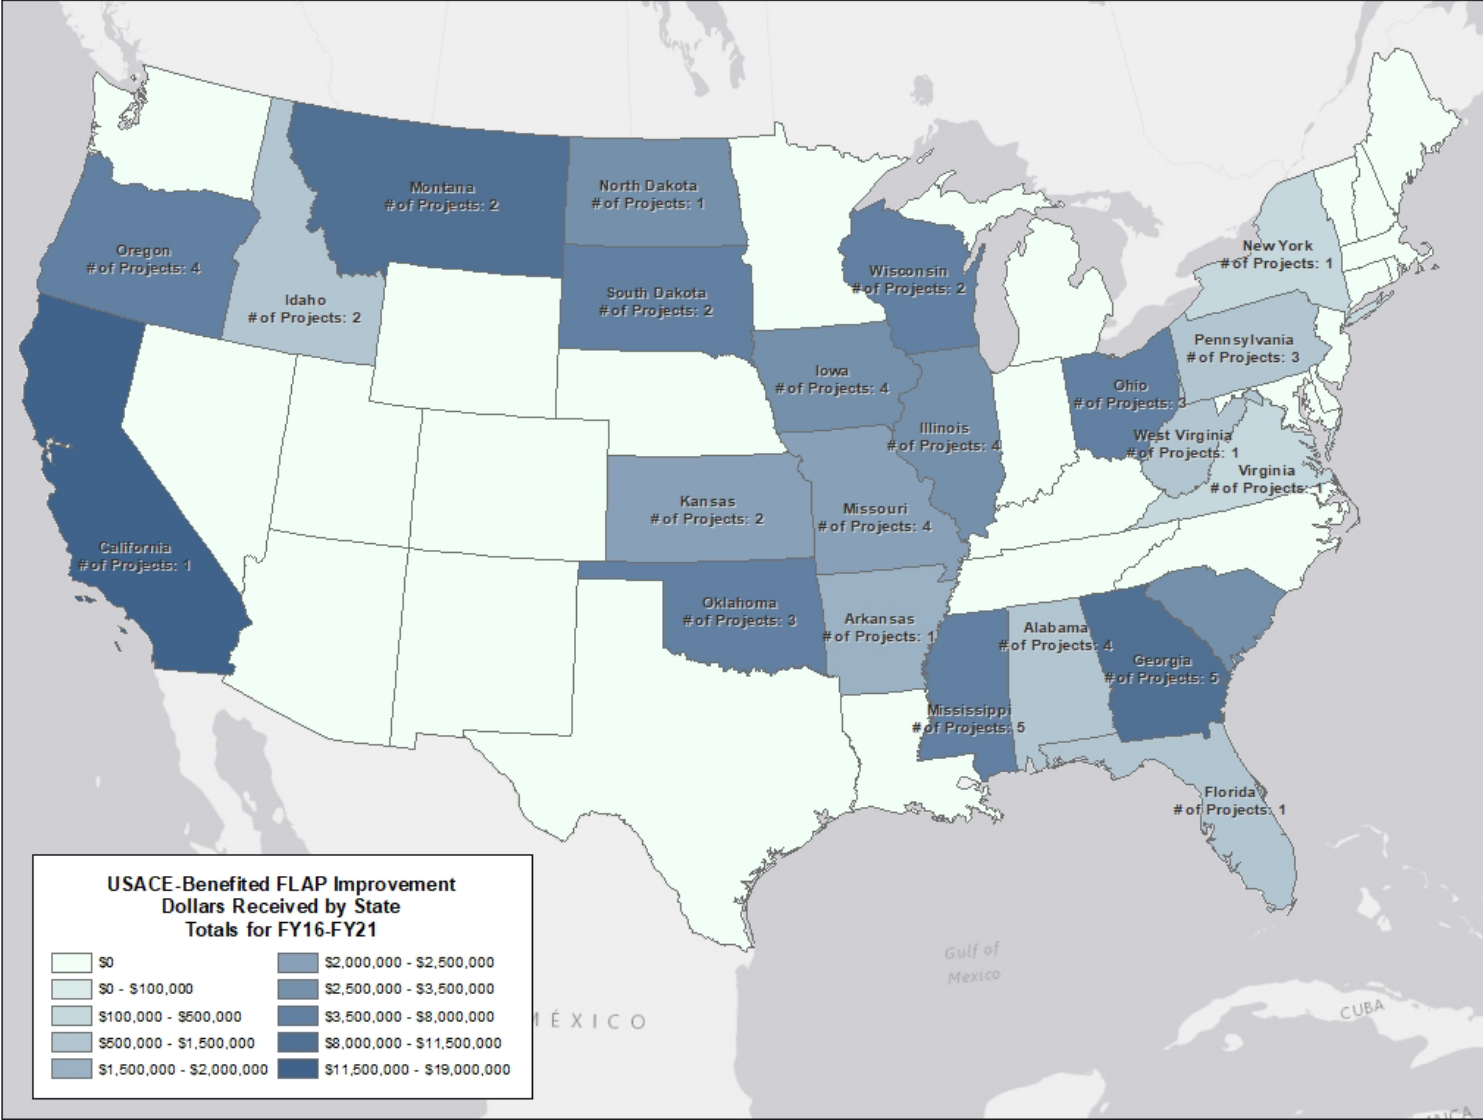 Montana
# of Projects: 2
North Dakota
# of Projects: 1
Oregon
# of Projects: 4
Idaho
# of Projects: 2
South Dakota
# of Projects: 2
Wisconsin
# of Projects: 2
New York
# of Projects: 1
Pennsylvania
# of Projects: 3
Iowa
# of Projects: 4
Ohio
# of Projects: 3
Illinois
# of Projects: 4
West Virginia
# of Projects: 1
Virginia
# of Projects: 1
Kansas
# of Projects: 2
Missouri
# of Projects: 4
California
# of Projects: 1
Oklahoma
# of Projects: 3
Arkansas
# of Projects: 1
Alabama
# of Projects: 4
Georgia
# of Projects: 5
Mississippi
# of Projects: 5
Florida
# of Projects: 1
Gulf of
Mexico
MÉXICO
CUBA
USACE-Benefited FLAP Improvement
Dollars Received by State
Totals for FY16-FY21
$0
$0 - $100,000
$100,000 - $500,000
$500,000 - $1,500,000
$1,500,000 - $2,000,000
$2,000,000 - $2,500,000
$2,500,000 - $3,500,000
$3,500,000 - $8,000,000
$8,000,000 - $11,500,000
$11,500,000 - $19,000,000